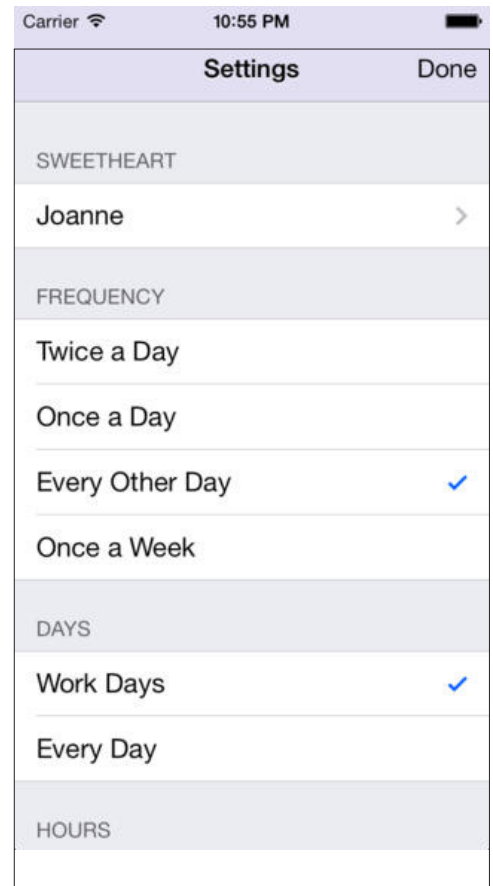 Carrier 10:55 PM
Settings Done
SWEETHEART
Joanne
FREQUENCY
Twice a Day
Once a Day
Every Other Day
Once a Week
DAYS
Work Days
Every Day
HOURS